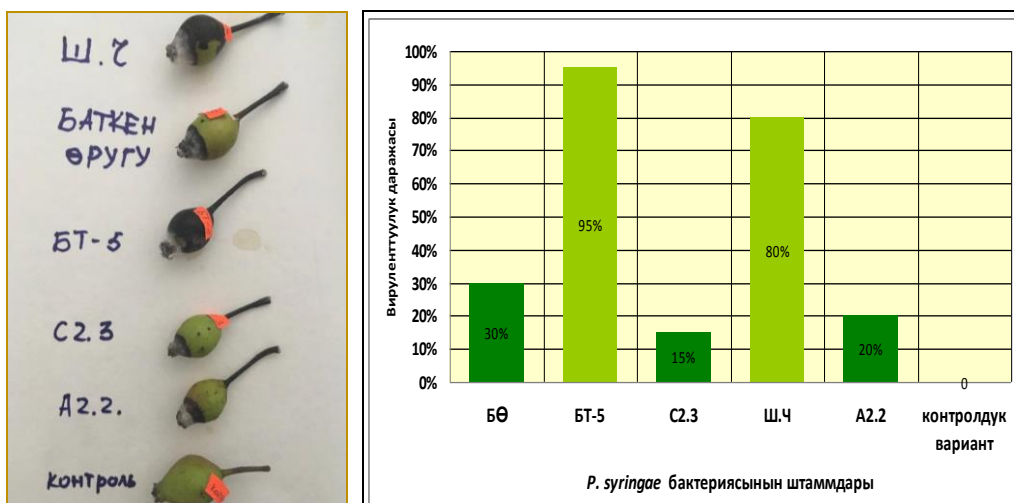 Ш.Ч
БАТКЕН
ӨРУГУ
БТ-5
С2.3
А2.2.
контроль
100%
90%
80%
70%
60%
50%
40%
30%
20%
10%
0%
Вируленттуулук даражасы
30%
95%
15%
80%
20%
0
БӨ
БТ-5
С2.3
Ш.Ч
А2.2
контролдук
вариант
P. syringae бактериясынын штаммдары